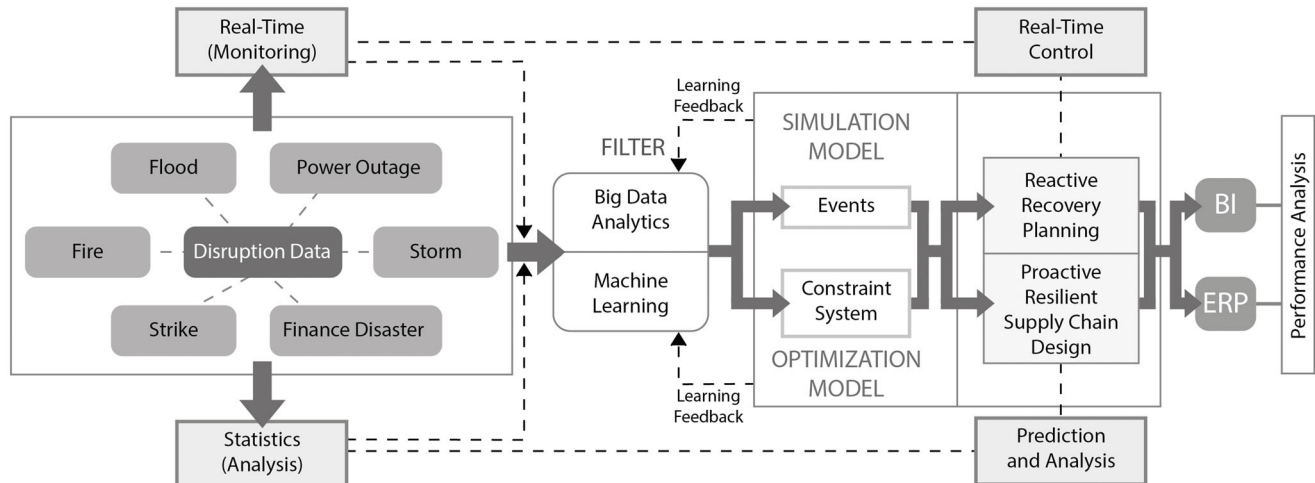 Real-Time
(Monitoring)
Real-Time
Control
Learning
Feedback
Flood
Power Outage
Fire
Disruption Data
Storm
Strike
Finance Disaster
FILTER
Big Data
Analytics
Machine
Learning
SIMULATION
MODEL
Events
Constraint
System
OPTIMIZATION
MODEL
Learning
Feedback
Reactive
Recovery
Planning
Proactive
Resilient
Supply Chain
Design
BI
ERP
Performance Analysis
Statistics
(Analysis)
Prediction
and Analysis